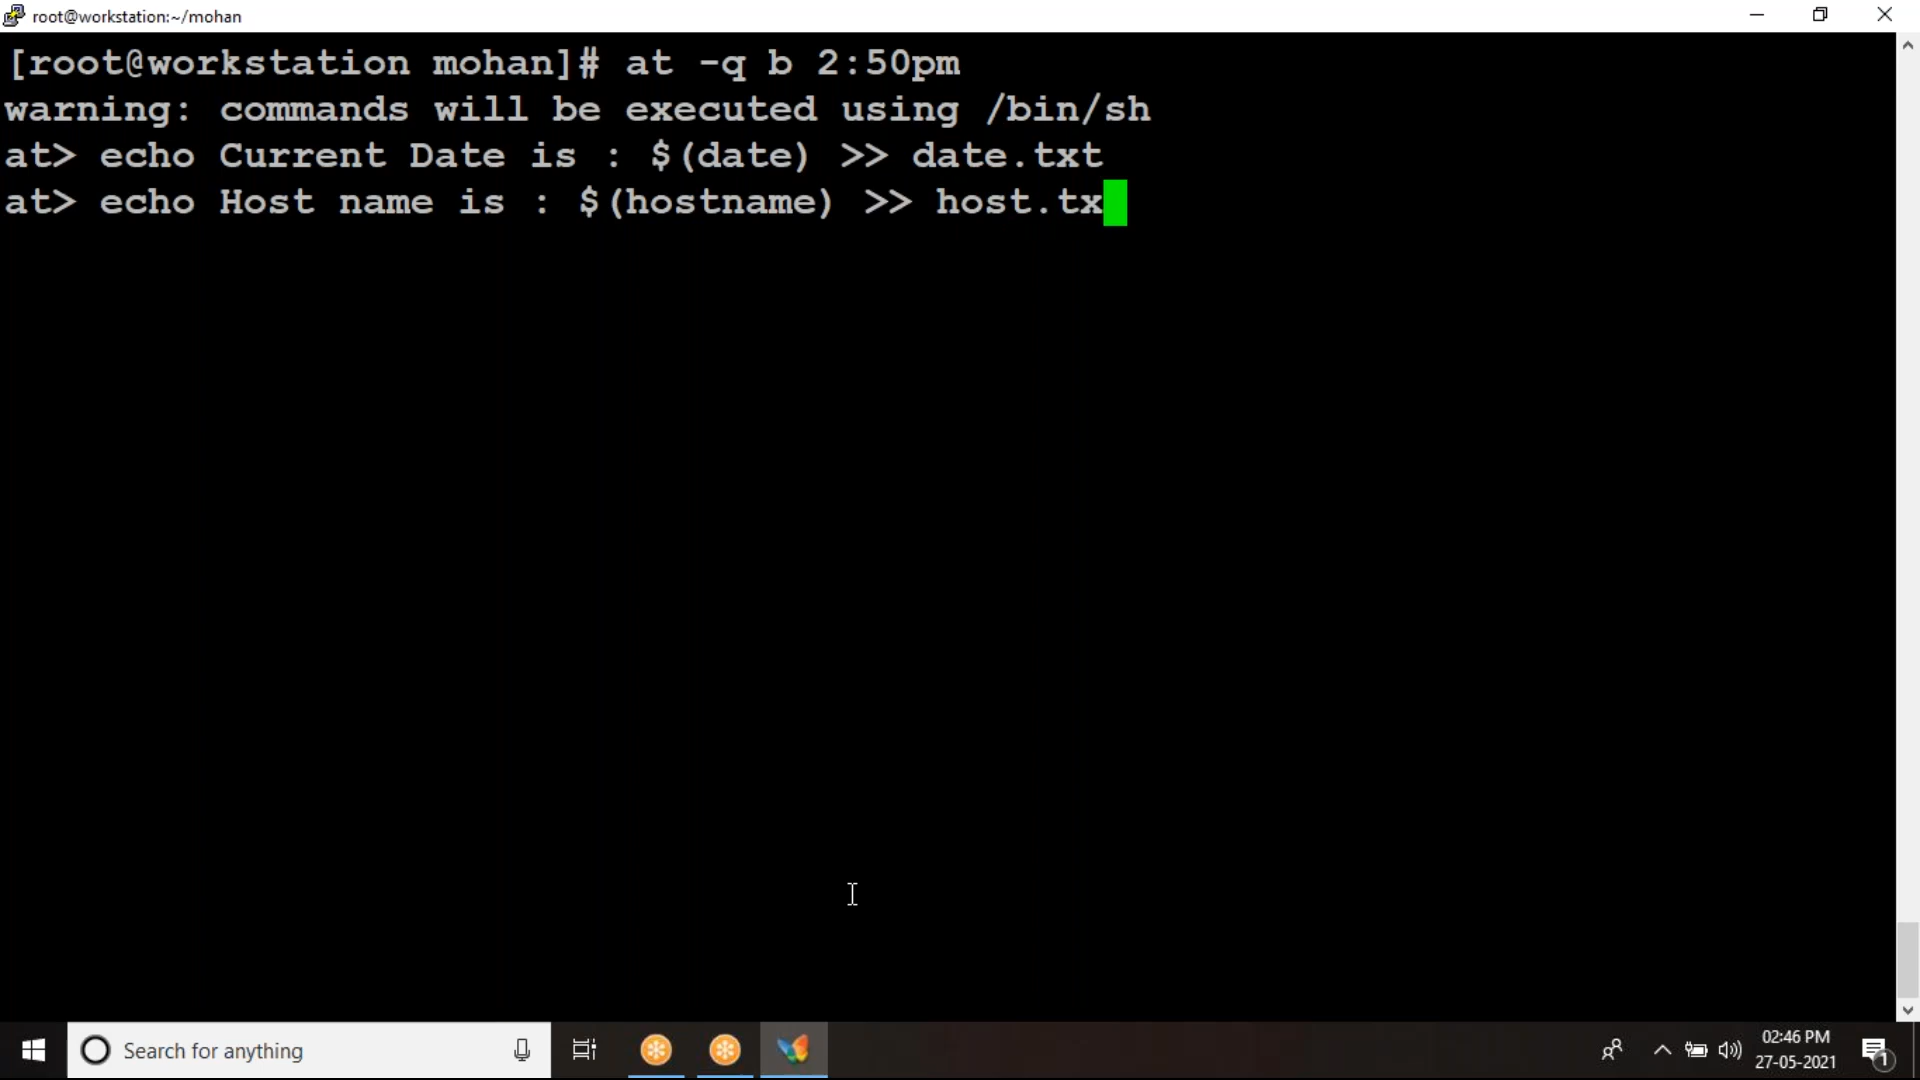 root@workstation:~/mohan
[root@workstation mohan]# at -q b 2:50pm
warning: commands will be executed using /bin/sh
at> echo Current Date is : $(date) >> date.txt
at> echo Host name is : $(hostname) >> host.tx
Search for anything
02:46 PM
27-05-2021
1